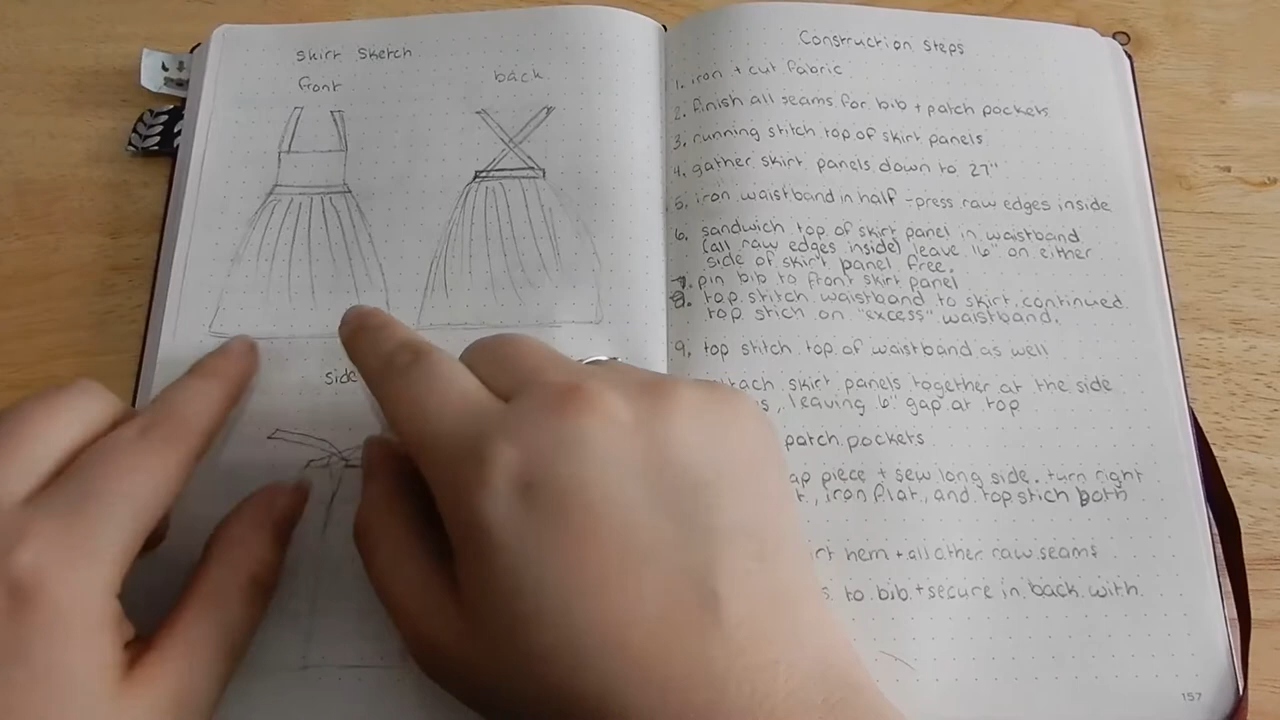 skirt sketch
front
back
side
Construction steps
1. iron + cut fabric
2. finish all seams for bib + patch pockets
3. running stitch top of skirt panels
4. gather skirt panels down to 27"
5. iron waistband in half - press raw edges inside
6. sandwich top of skirt panel in waistband
(all raw edges inside) leave 16" on either
side of skirt panel free.
7. pin bib to front skirt panel
8. top stitch waistband to skirt. continued
top stich on "excess" waistband.
9. top stitch top of waistband as well
skirt panels together at the side
leaving 6" gap at top
patch pockets
piece + sew long side. turn right
iron flat, and topstich both
hem + all other raw seams
to bib + secure in back with
157